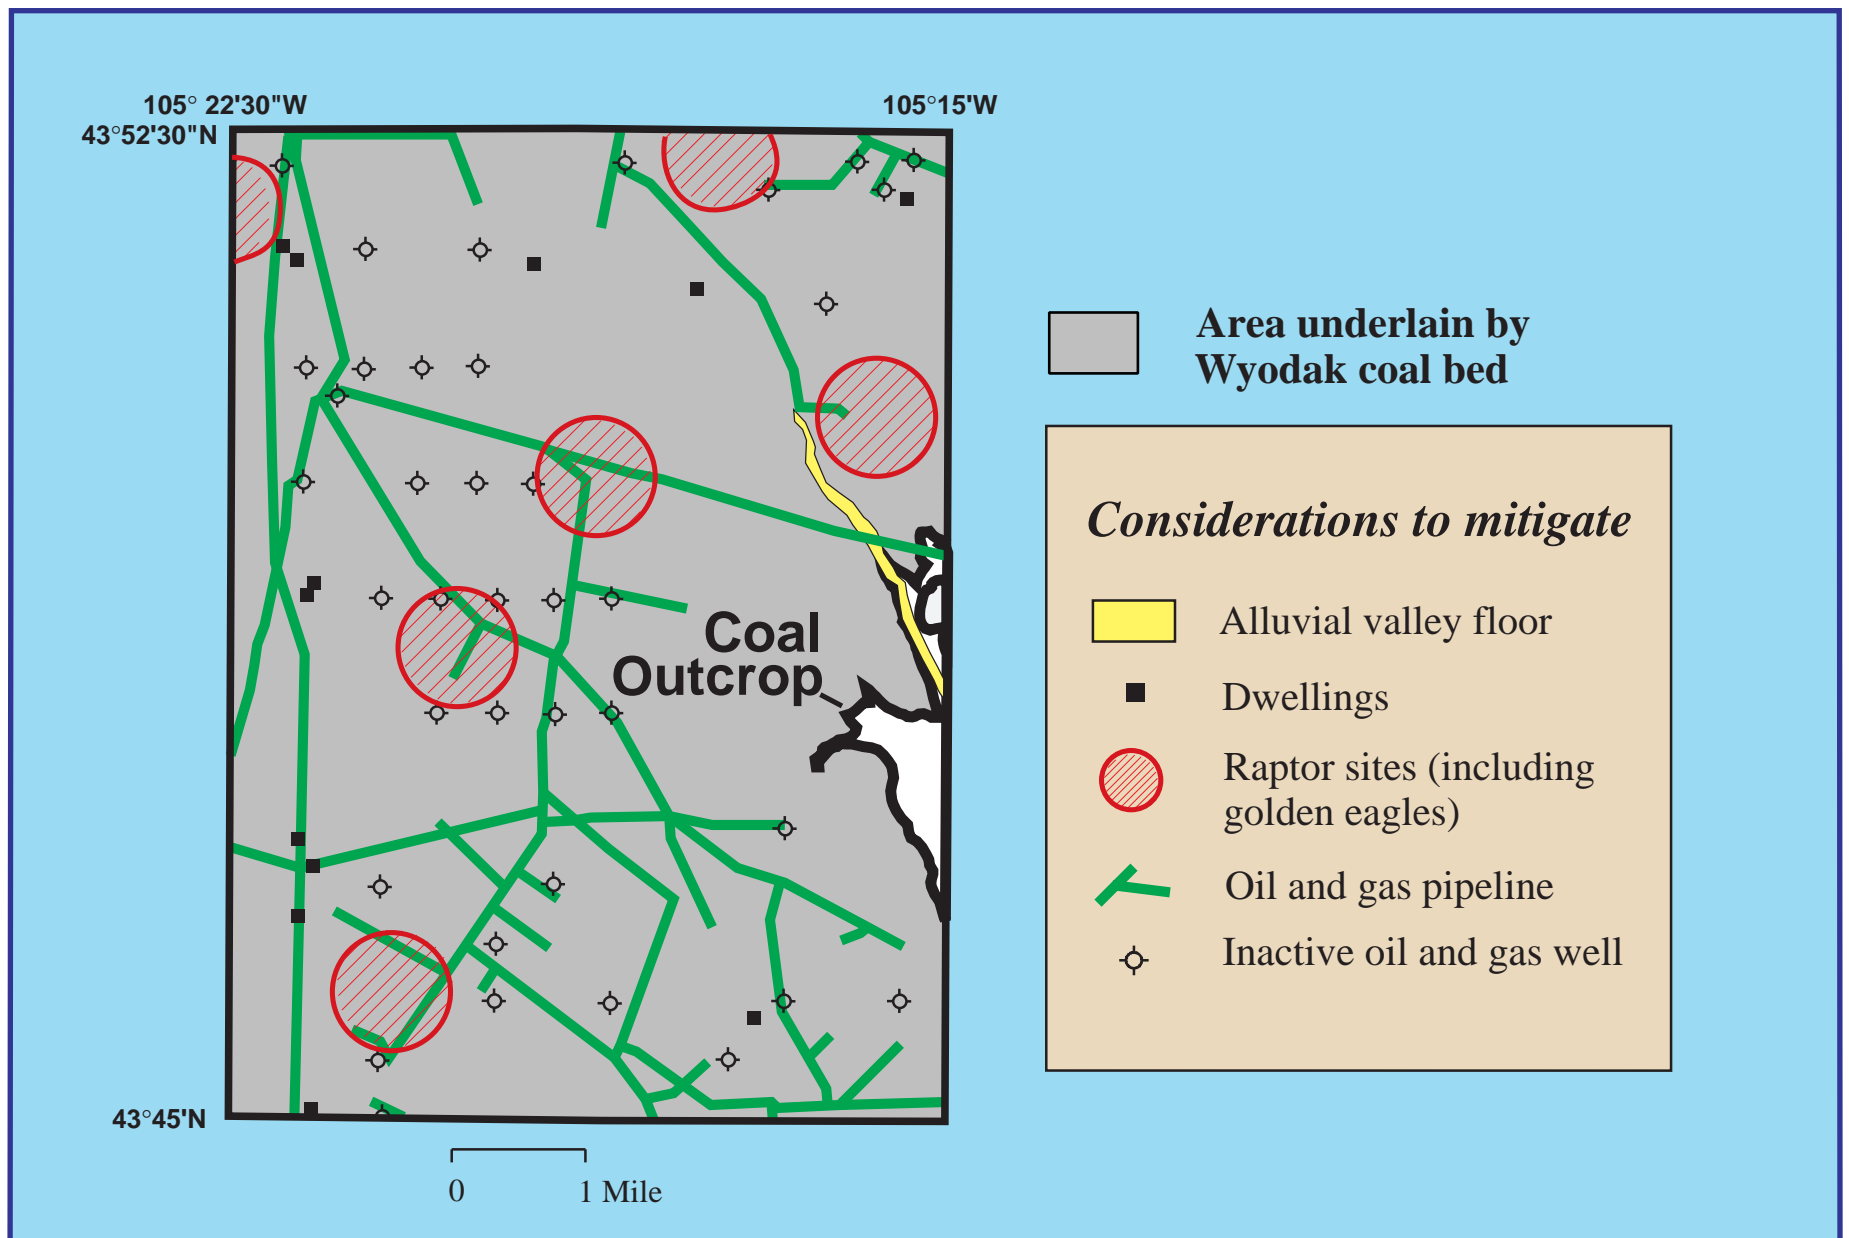 105° 22'30"W
105°15'W
43°52'30"N
Area underlain by
Wyodak coal bed
Considerations to mitigate
Alluvial valley floor
Coal
Outcrop
Dwellings
Raptor sites (including
golden eagles)
Oil and gas pipeline
Inactive oil and gas well
43°45'N
0 1 Mile